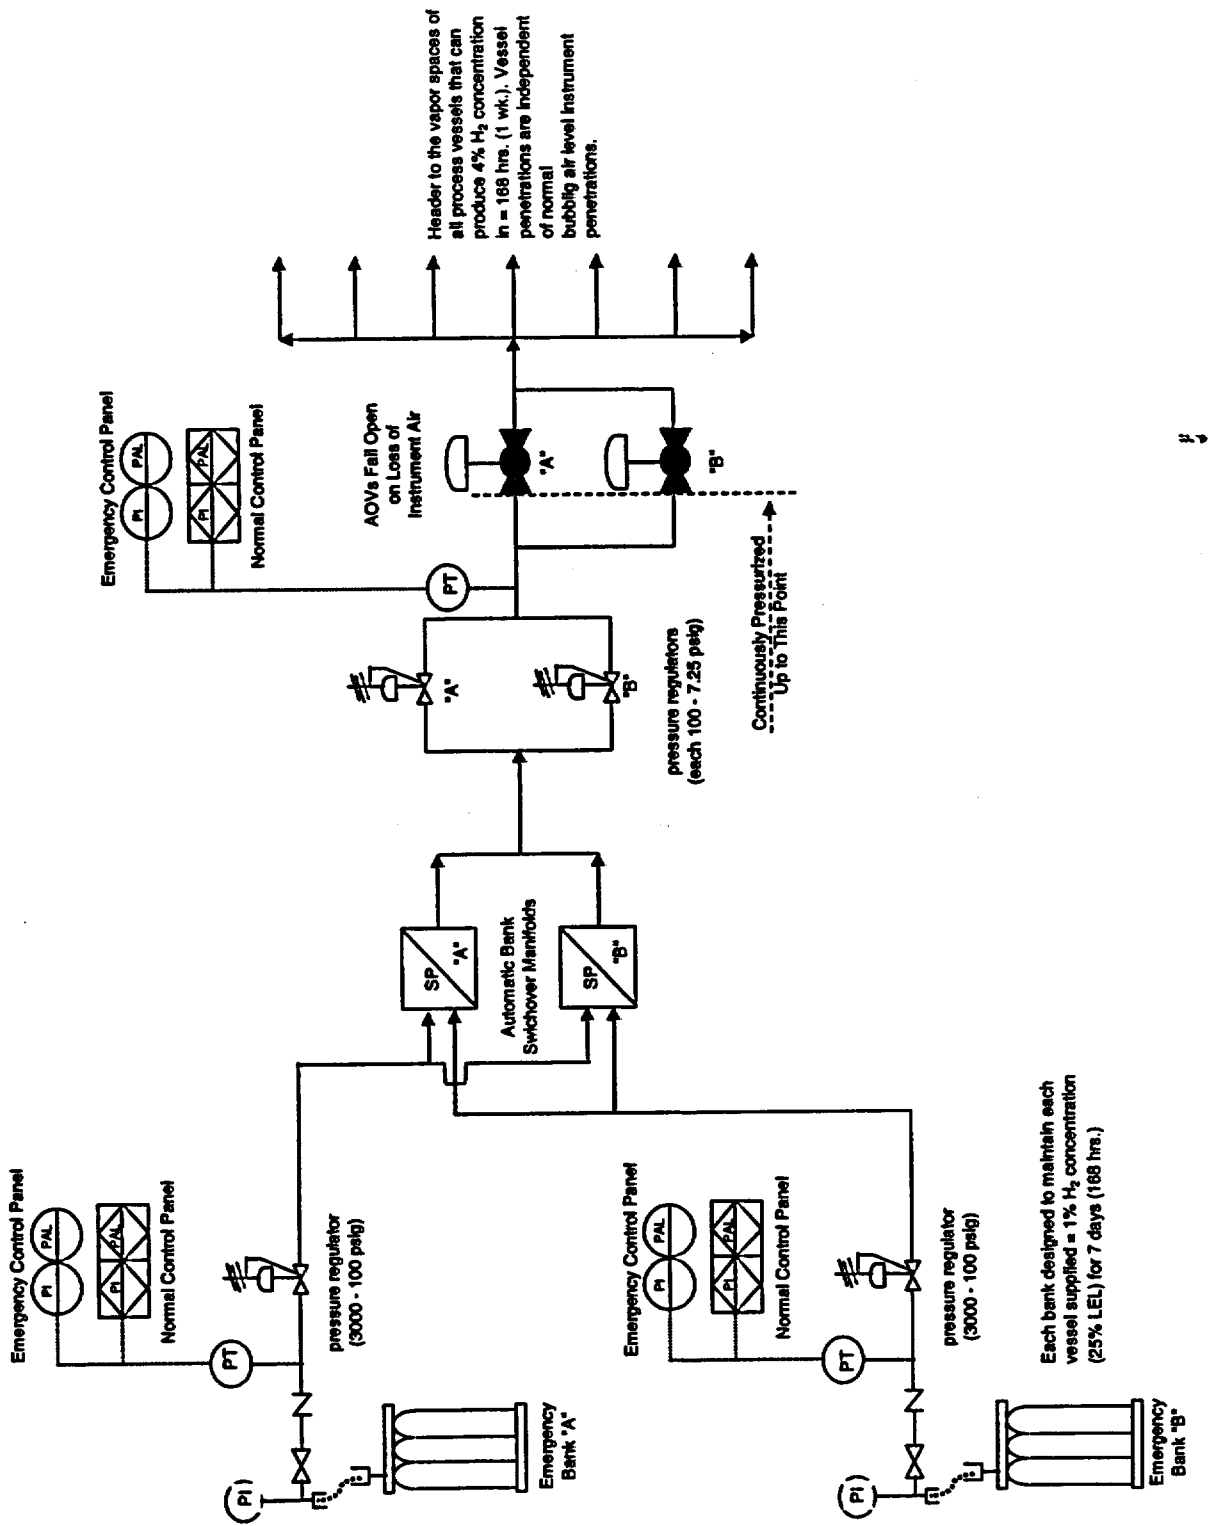 Emergency Control Panel
PI
PAL
PI
PAL
Normal Control Panel
PT
pressure regulator
(3000 - 100 psig)
PI
Emergency
Bank "A"
Emergency Control Panel
PI
PAL
PI
PAL
Normal Control Panel
PT
pressure regulator
(3000 - 100 psig)
PI
Emergency
Bank "B"
Each bank designed to maintain each
vessel supplied = 1% H₂ concentration
(25% LEL) for 7 days (168 hrs.)
SP
"A"
Automatic Bank
Swichover Manifolds
SP
"B"
"A"
"B"
pressure regulators
(each 100 - 7.25 psig)
Emergency Control Panel
PI
PAL
PI
PAL
Normal Control Panel
PT
AOVs Fail Open
on Loss of
Instrument Air
"A"
"B"
Continuously Pressurized
Up to This Point
Header to the vapor spaces of
all process vessels that can
produce 4% H₂ concentration
in = 168 hrs. (1 wk.). Vessel
penetrations are independent
of normal
bubblig air level instrument
penetrations.